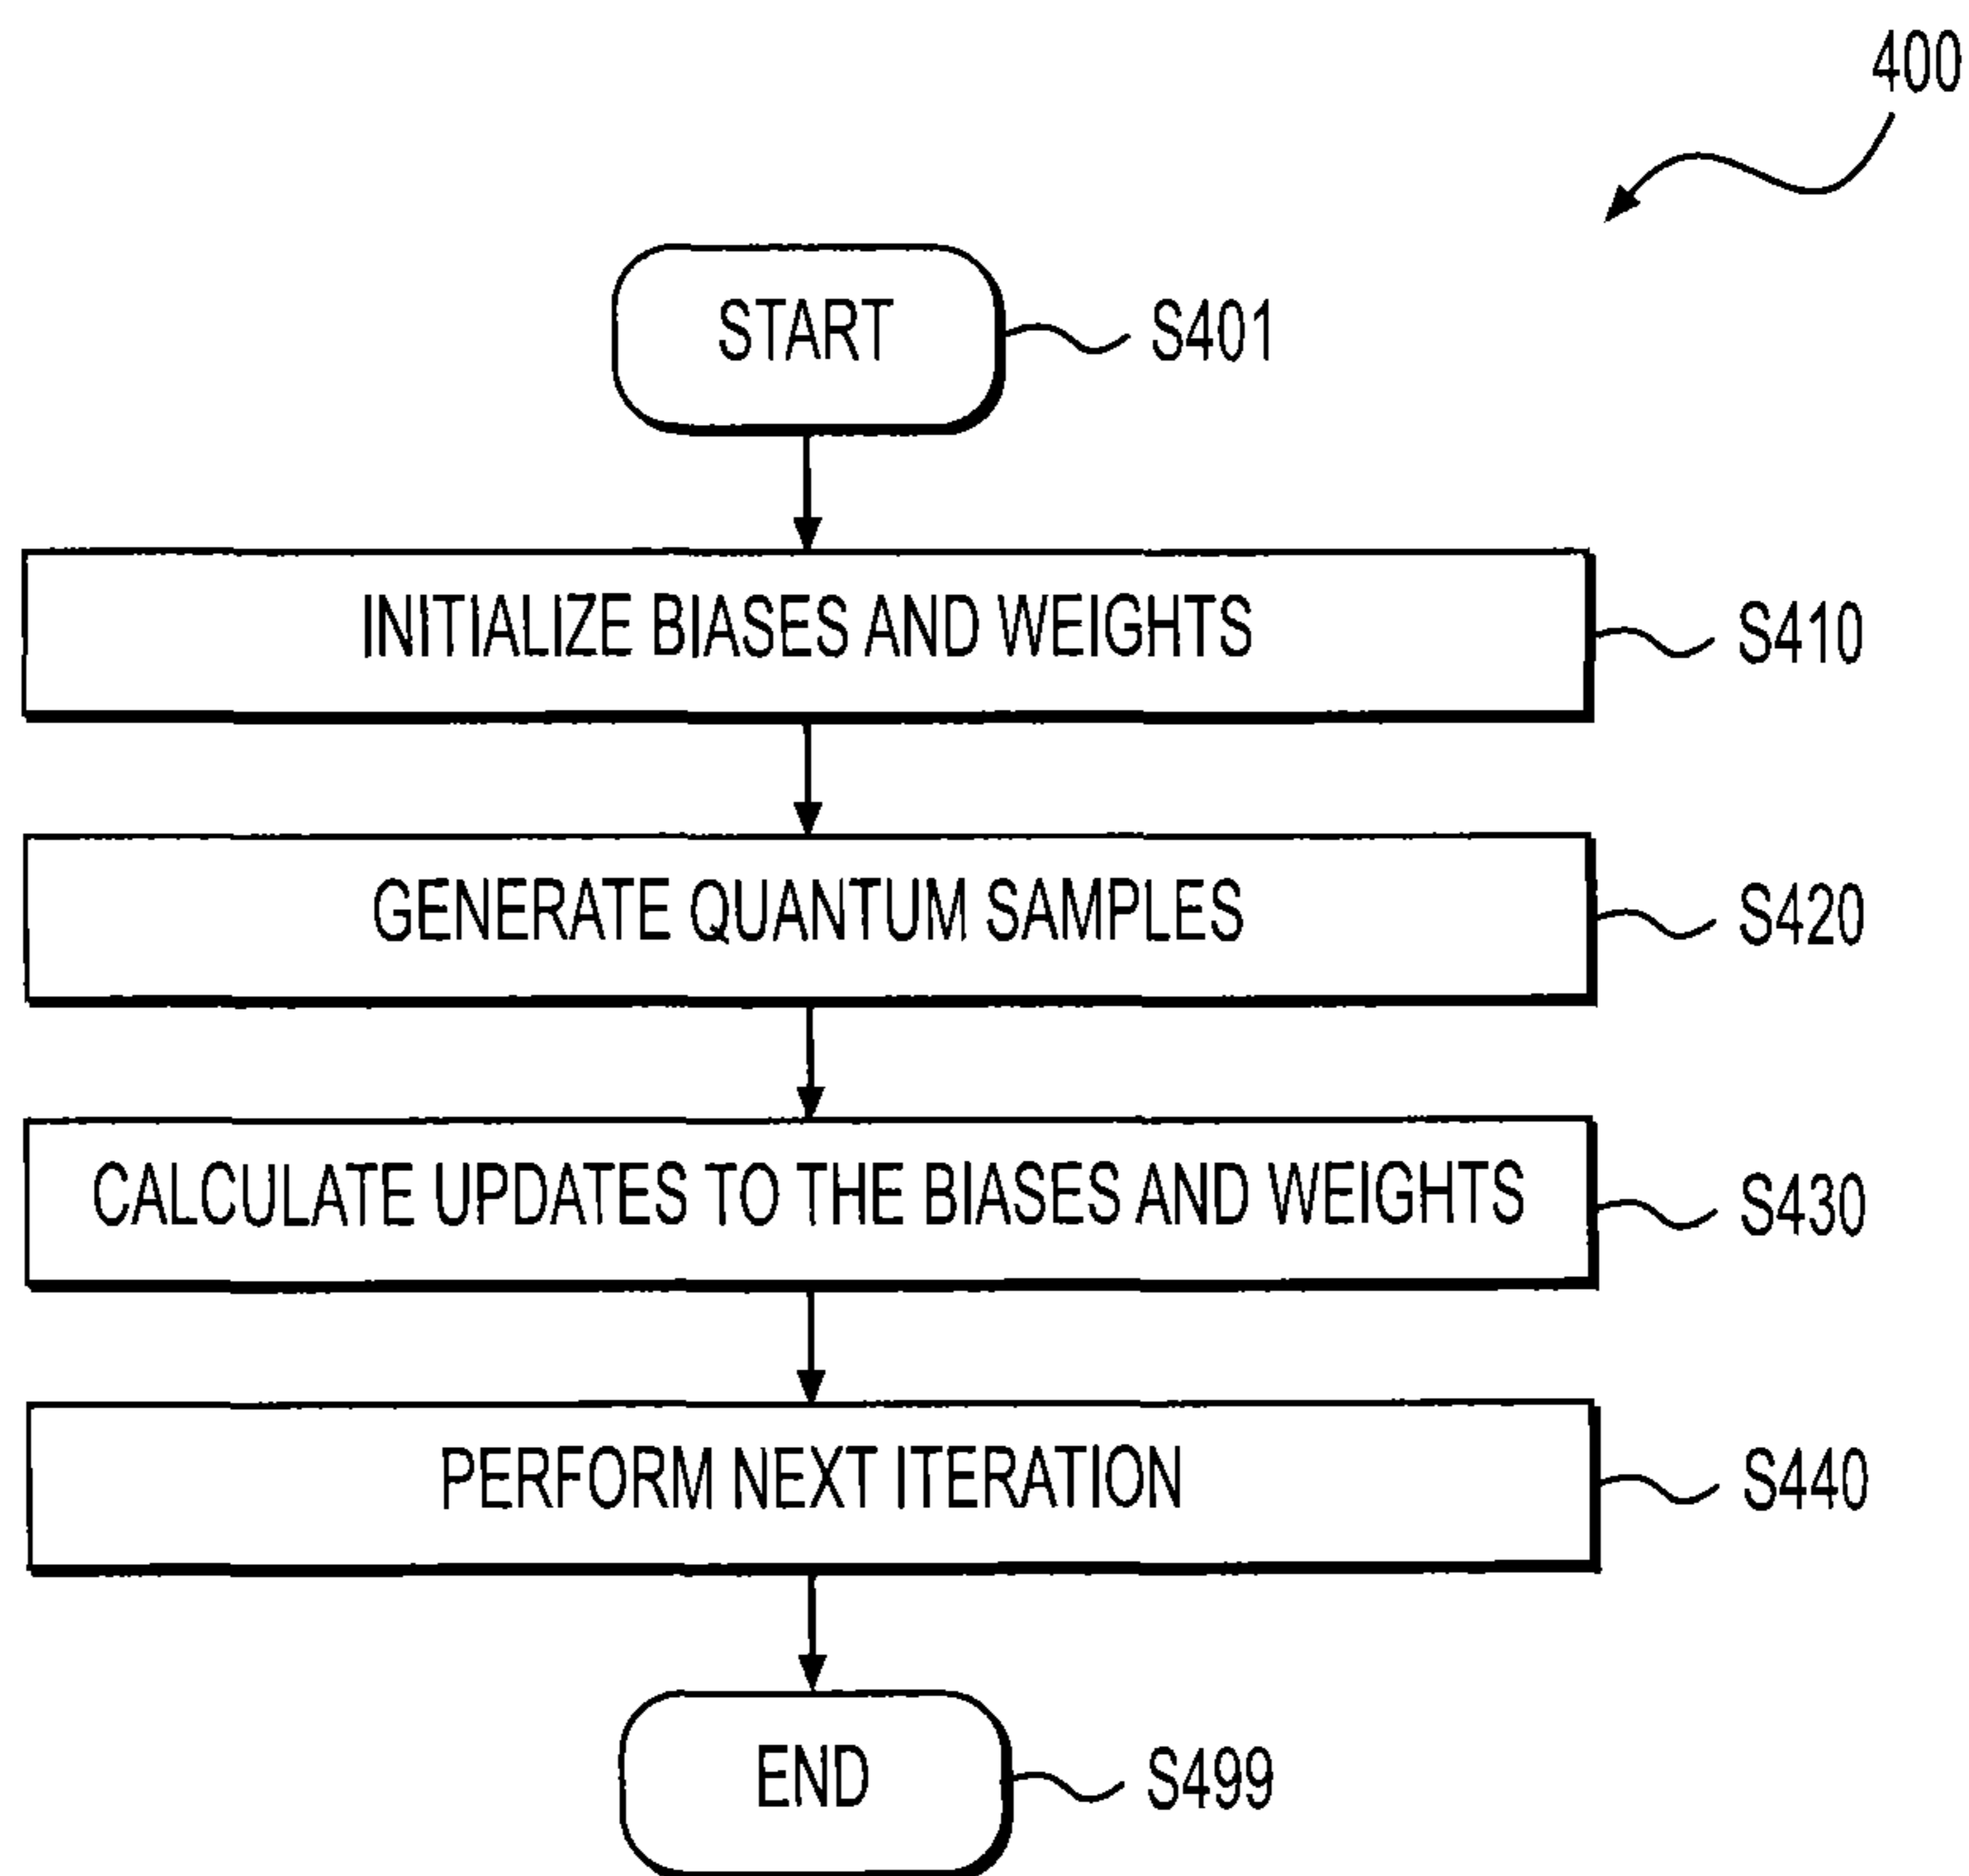 400
START
S401
INITIALIZE BIASES AND WEIGHTS
S410
GENERATE QUANTUM SAMPLES
S420
CALCULATE UPDATES TO THE BIASES AND WEIGHTS
S430
PERFORM NEXT ITERATION
S440
END
S499